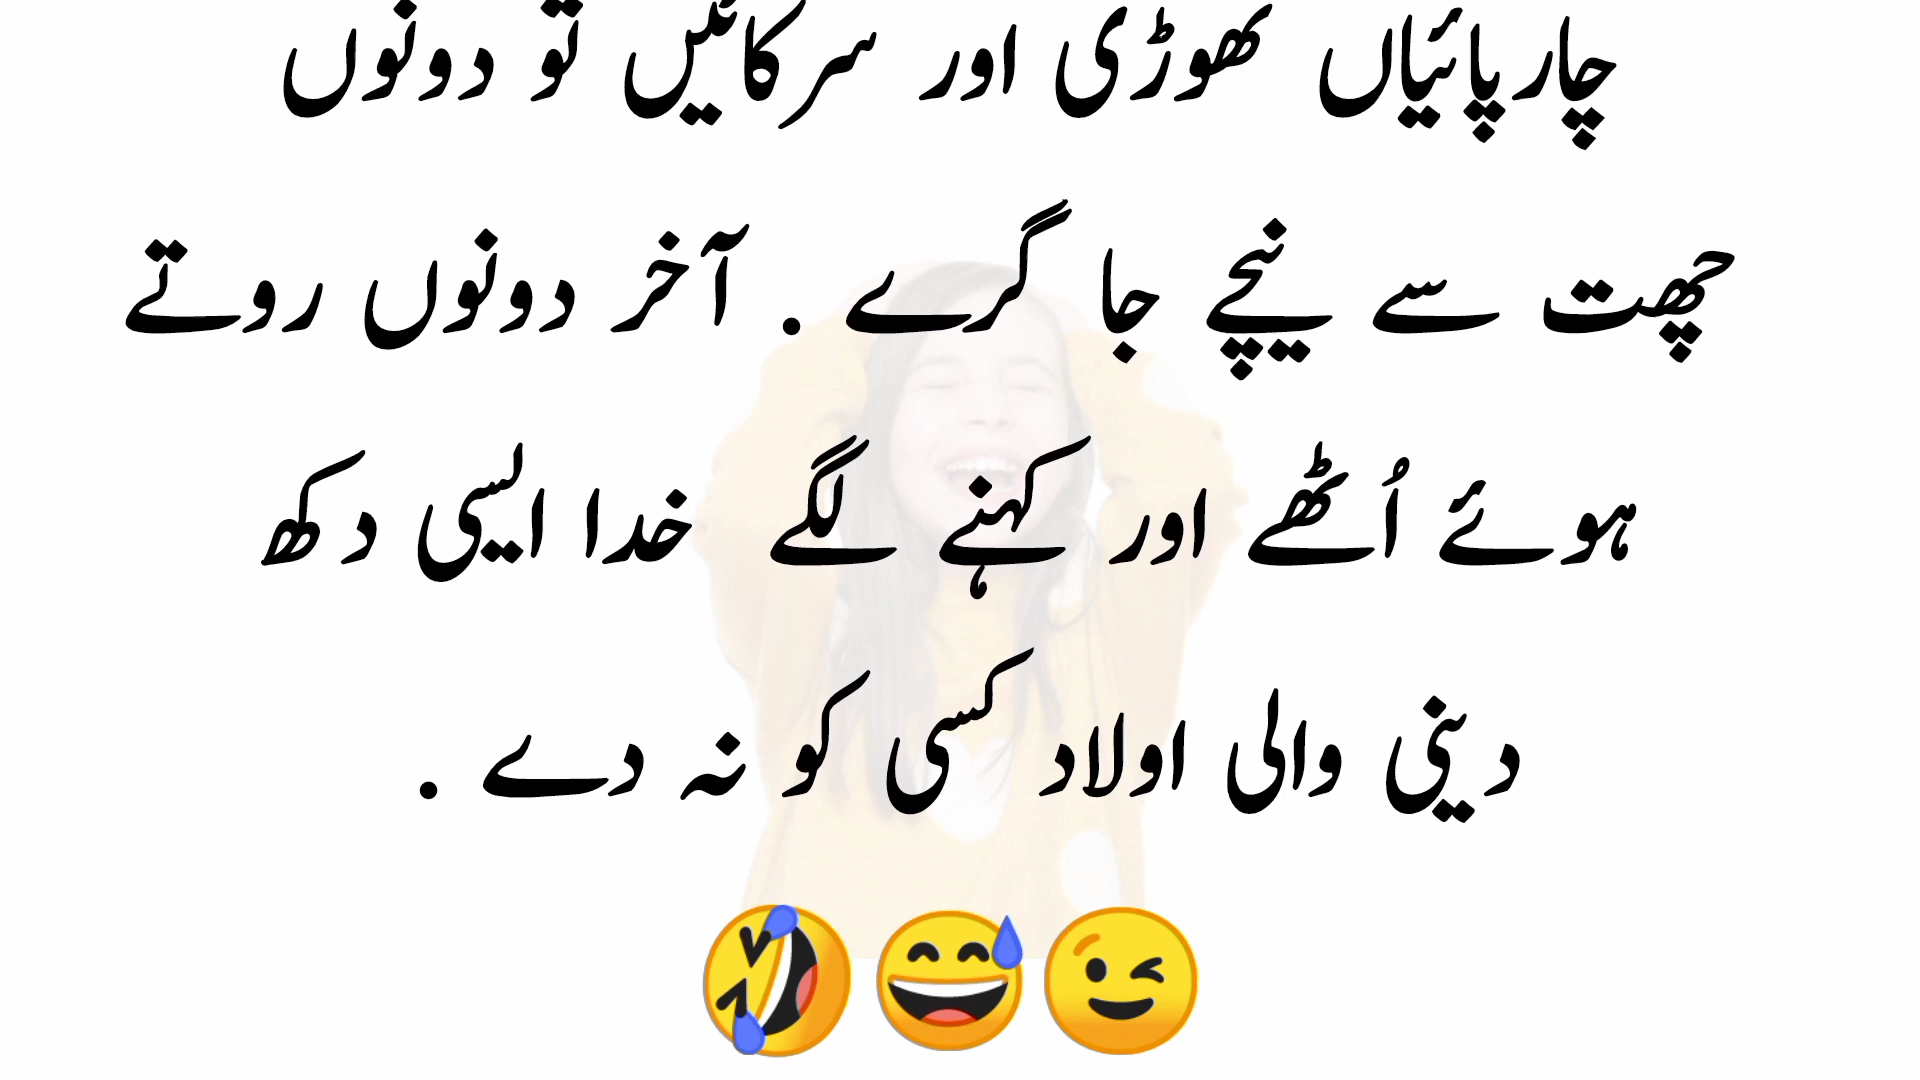 چارپائیاں تھوڑی اور سرکائیں تو دونوں
چھت سے نیچے جا گرے . آخر دونوں روتے
ہوئے اُٹھے اور کہنے لگے خدا ایسی دکھ
دینی والی اولاد کسی کو نہ دے .